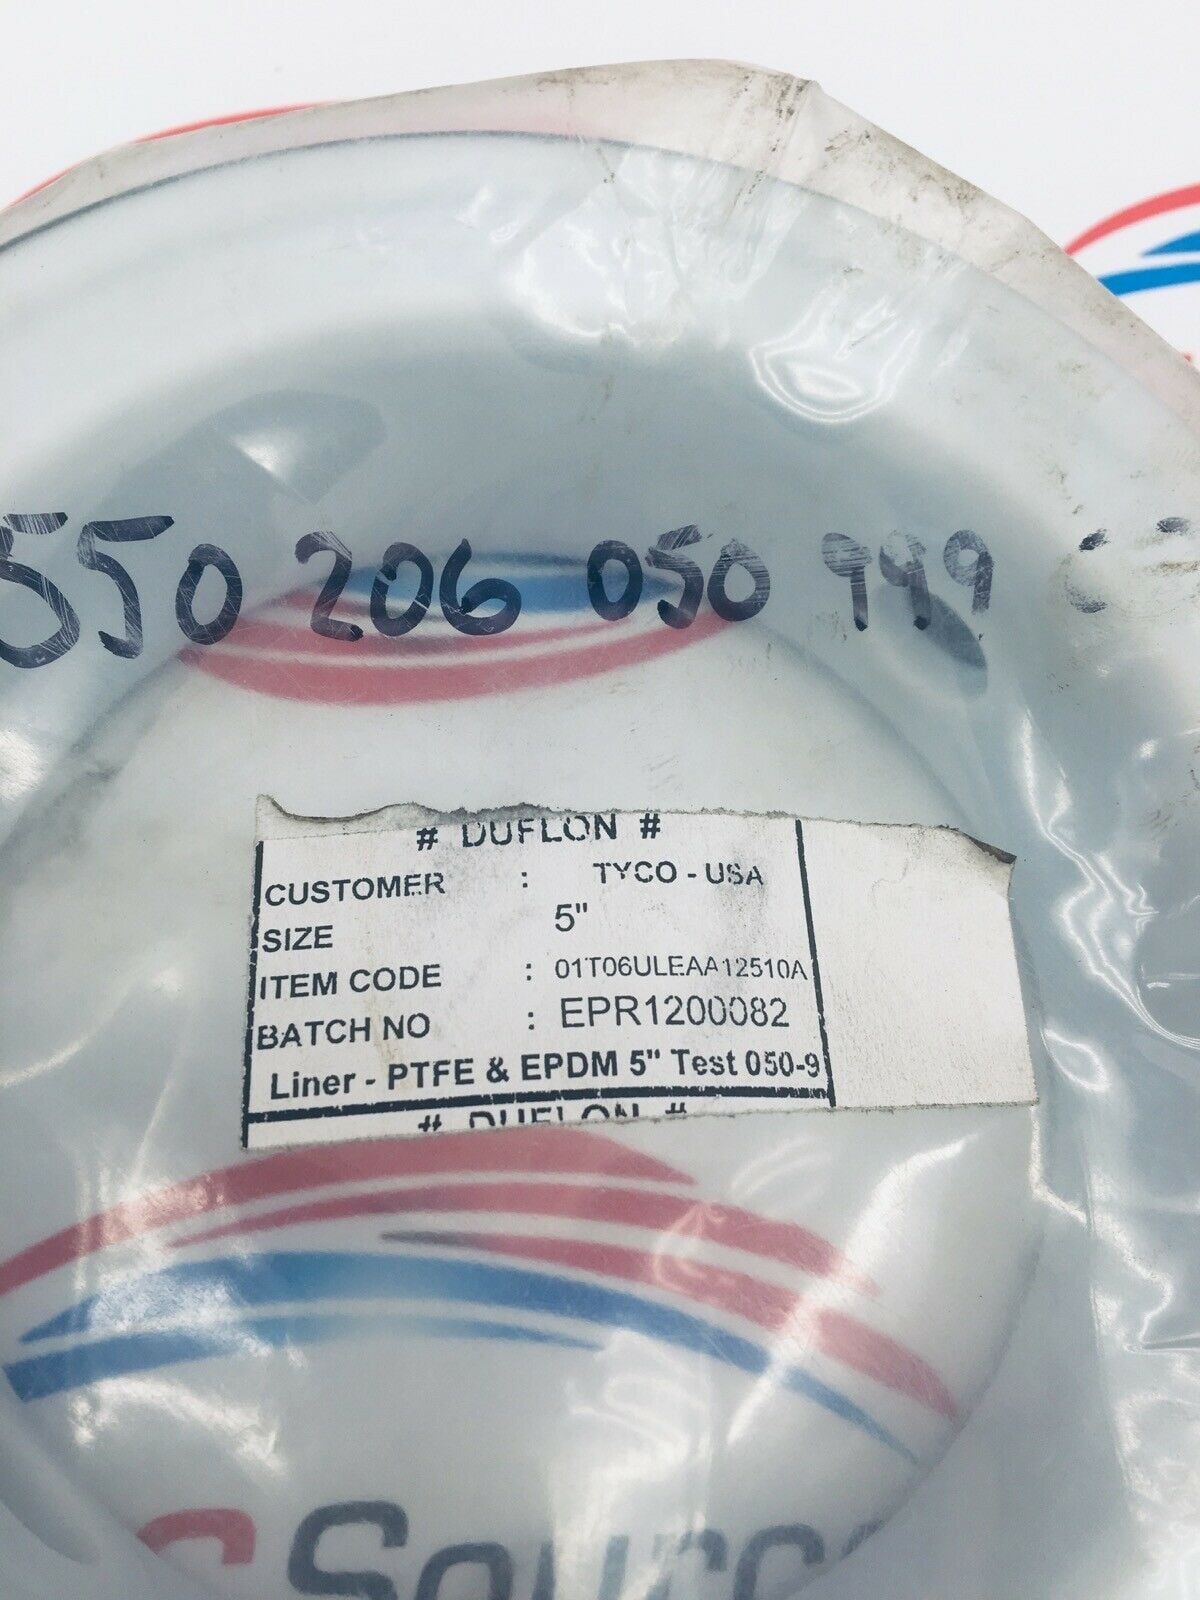 550 206 050 999
# DUFLON #
CUSTOMER : TYCO - USA
SIZE 5"
ITEM CODE : 01T06ULEAA12510A
BATCH NO : EPR1200082
Liner - PTFE & EPDM 5" Test 050-9
# DUFLON #